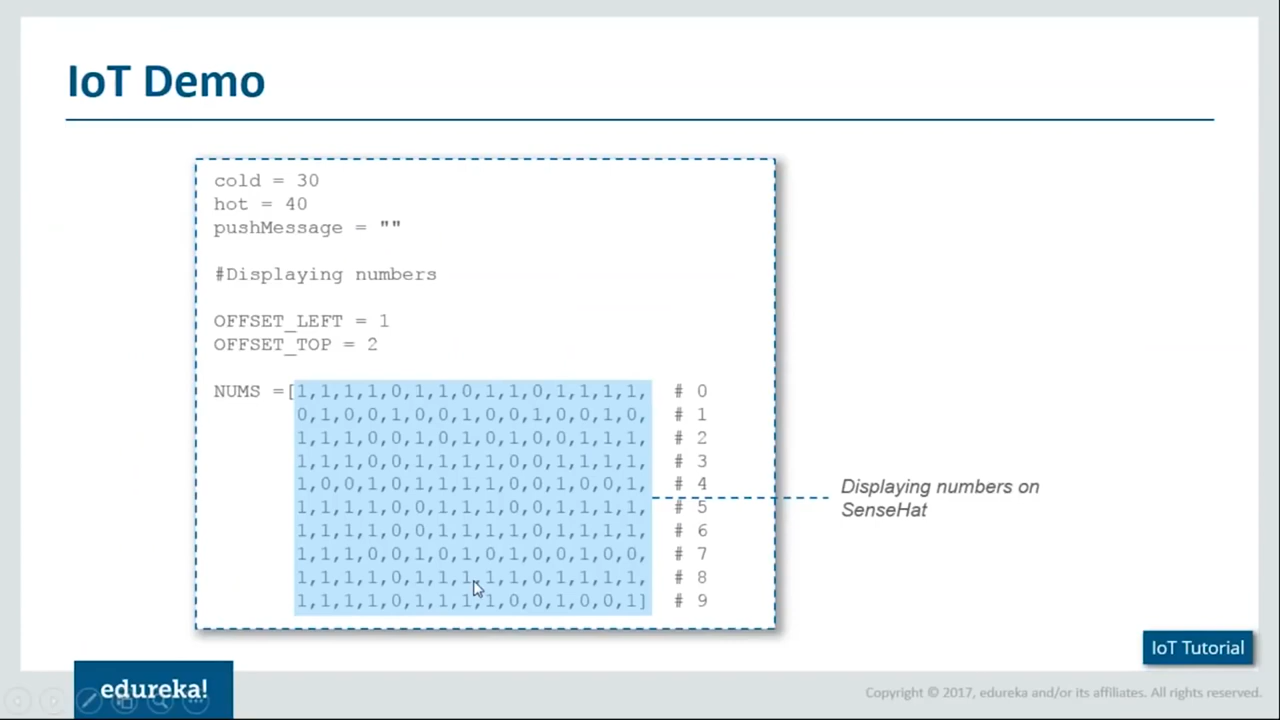 IoT Demo
cold = 30
hot = 40
pushMessage = ""
#Displaying numbers
OFFSET_LEFT = 1
OFFSET_TOP = 2
NUMS =[1,1,1,1,0,1,1,0,1,1,0,1,1,1,1, # 0
0,1,0,0,1,0,0,1,0,0,1,0,0,1,0, # 1
1,1,1,0,0,1,0,1,0,1,0,0,1,1,1, # 2
1,1,1,0,0,1,1,1,1,0,0,1,1,1,1, # 3
1,0,0,1,0,1,1,1,1,0,0,1,0,0,1, # 4
1,1,1,1,0,0,1,1,1,0,0,1,1,1,1, # 5
1,1,1,1,0,0,1,1,1,1,0,1,1,1,1, # 6
1,1,1,0,0,1,0,1,0,1,0,0,1,0,0, # 7
1,1,1,1,0,1,1,1,1,1,0,1,1,1,1, # 8
1,1,1,1,0,1,1,1,1,0,0,1,0,0,1] # 9
Displaying numbers on
SenseHat
IoT Tutorial
edureka!
Copyright © 2017, edureka and/or its affiliates. All rights reserved.